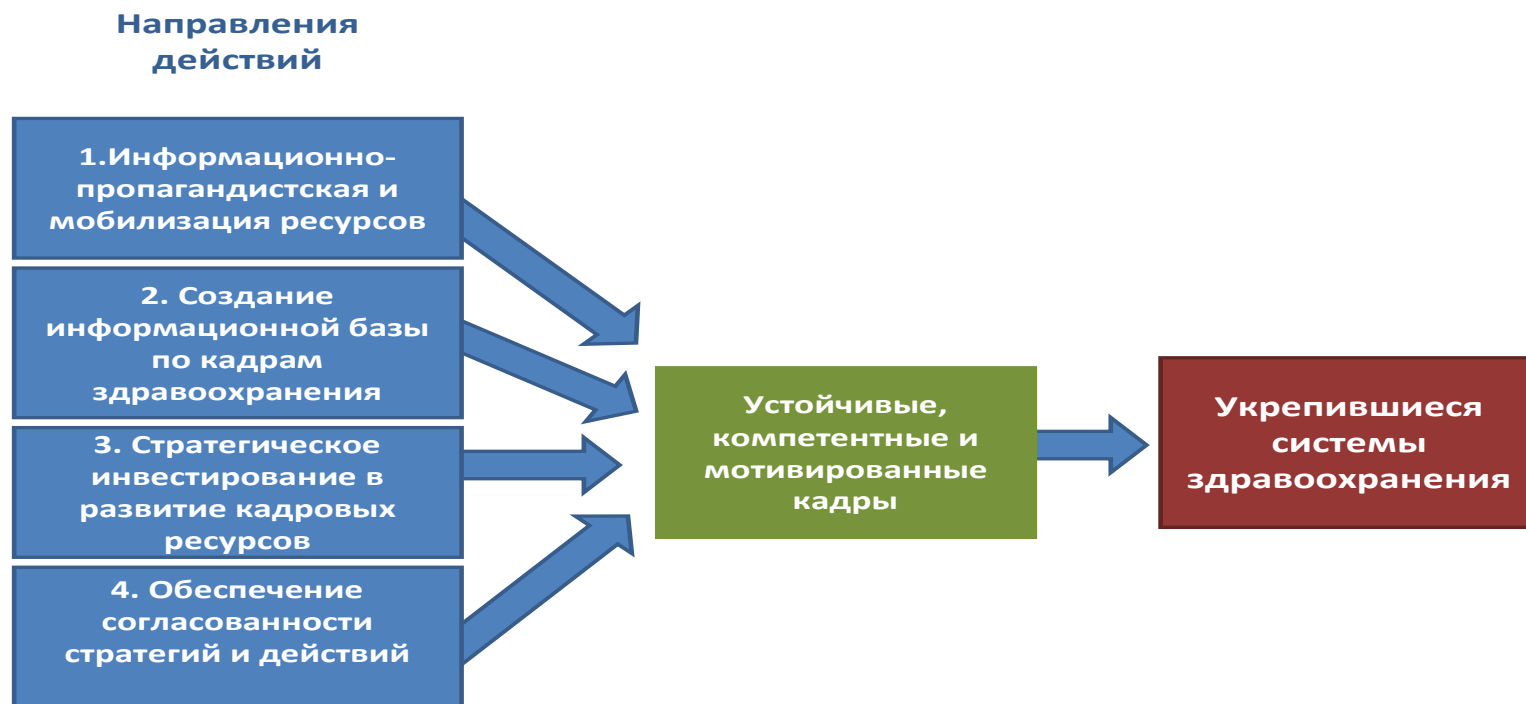 Направления
действий
1.Информационно-
пропагандистская и
мобилизация ресурсов
2. Создание
информационной базы
по кадрам
здравоохранения
3. Стратегическое
инвестирование в
развитие кадровых
ресурсов
4. Обеспечение
согласованности
стратегий и действий
Устойчивые,
компетентные и
мотивированные
кадры
Укрепившиеся
системы
здравоохранения